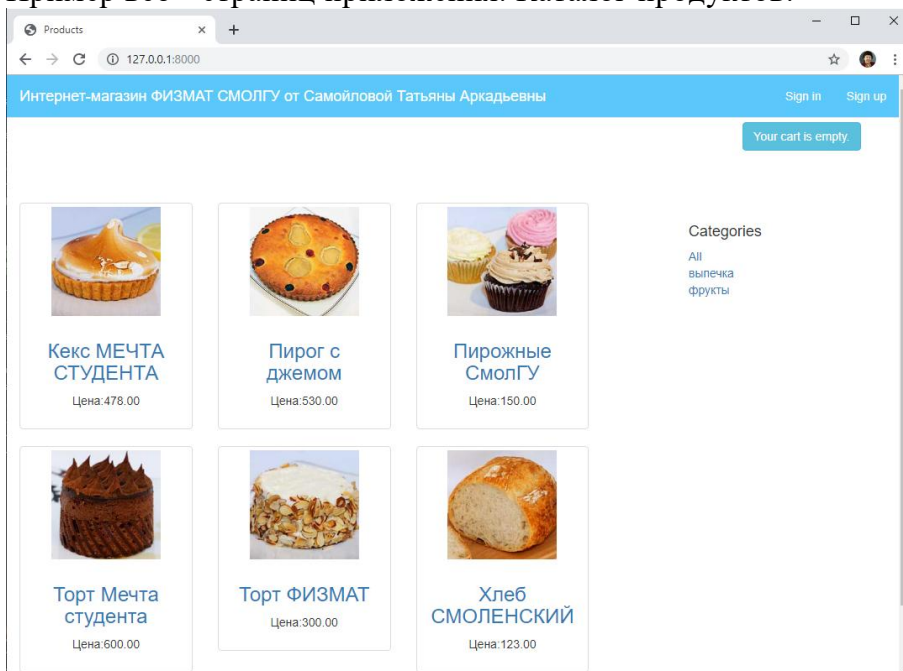 Products
127.0.0.1:8000
Интернет-магазин ФИЗМАТ СМОЛГУ от Самойловой Татьяны Аркадьевны
Sign in Sign up
Your cart is empty.
Кекс МЕЧТА
СТУДЕНТА
Цена:478.00
Пирог с
джемом
Цена:530.00
Пирожные
СмолГУ
Цена:150.00
Categories
All
выпечка
фрукты
Торт Мечта
студента
Цена:600.00
Торт ФИЗМАТ
Цена:300.00
Хлеб
СМОЛЕНСКИЙ
Цена:123.00